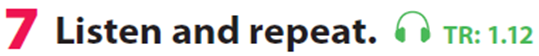 7 Listen and repeat. TR: 1.12